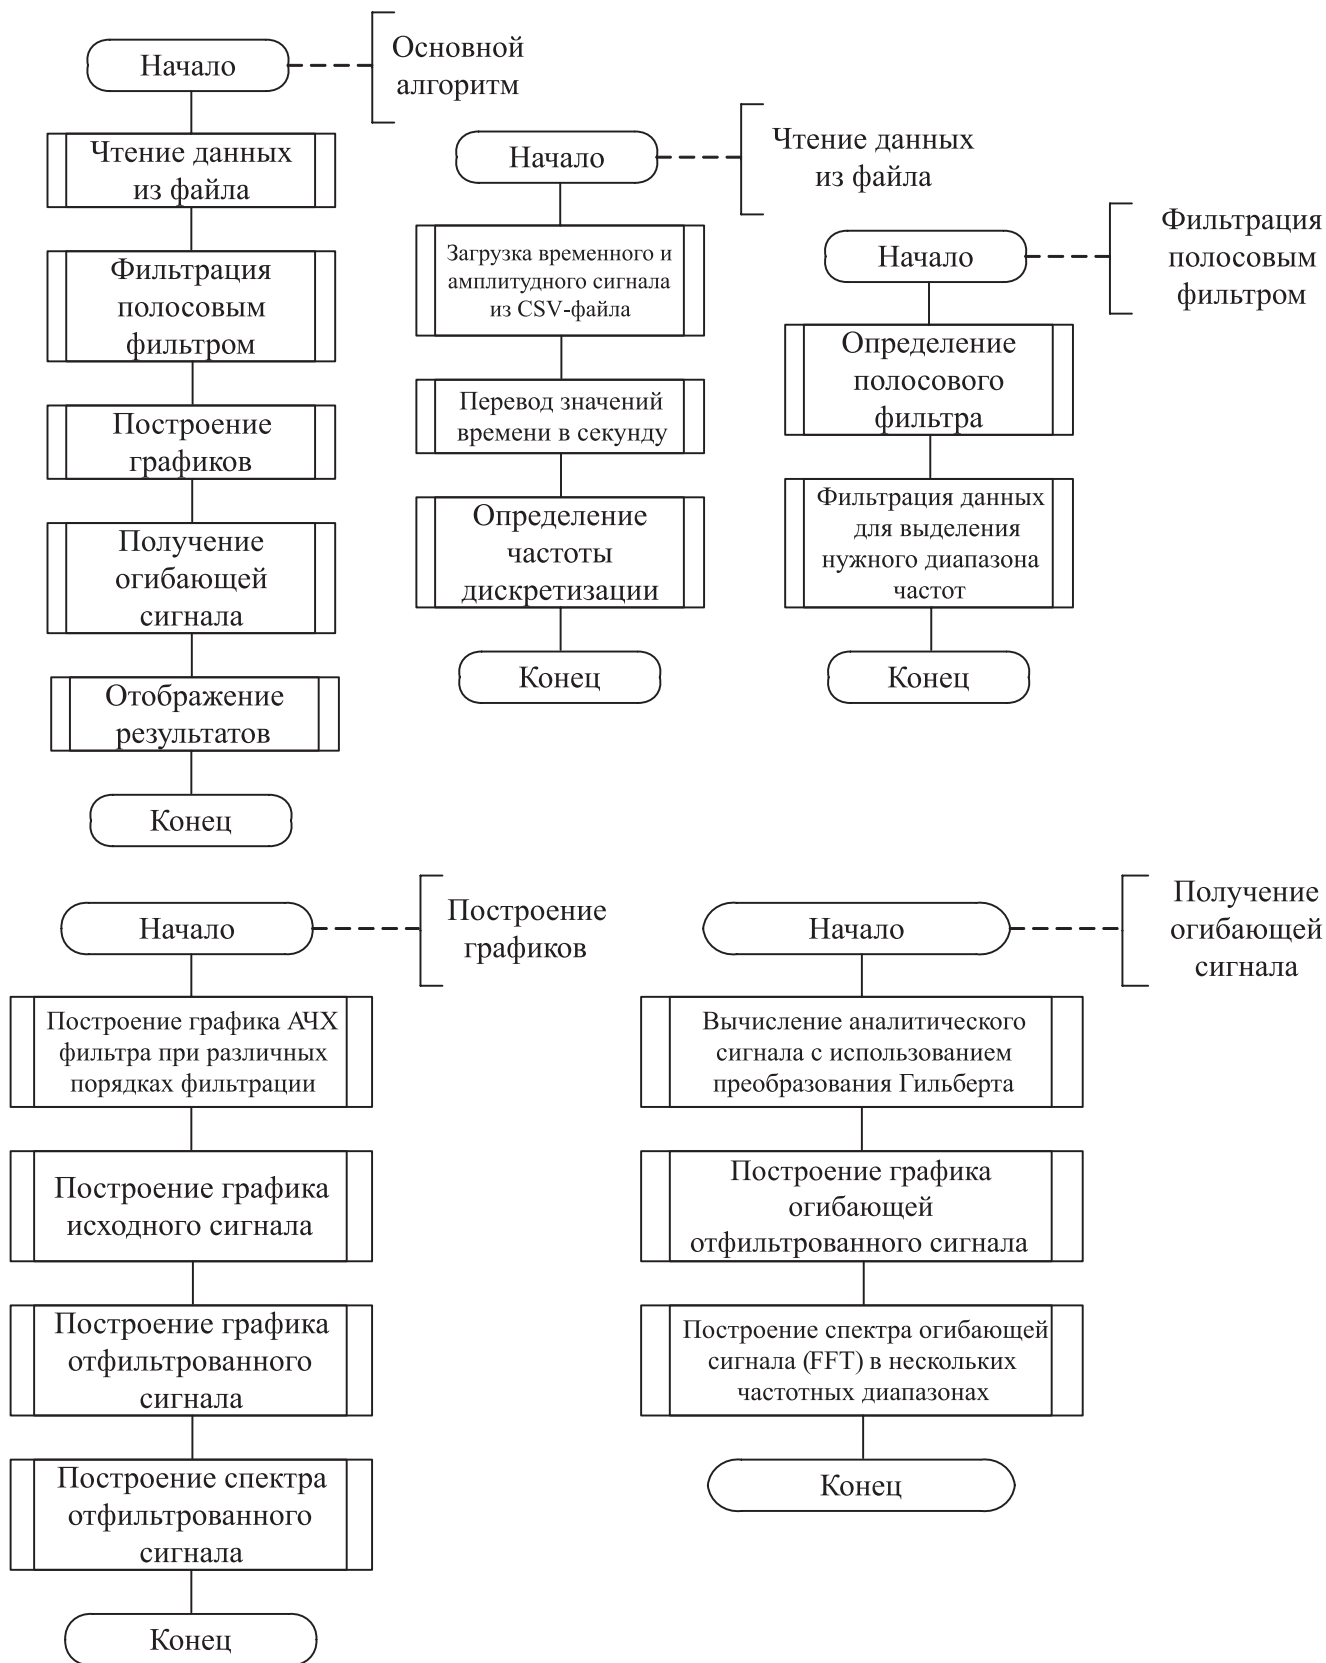 Начало
Основной
алгоритм
Чтение данных
из файла
Фильтрация
полосовым
фильтром
Построение
графиков
Получение
огибающей
сигнала
Отображение
результатов
Конец
Начало
Чтение данных
из файла
Загрузка временного и
амплитудного сигнала
из CSV-файла
Перевод значений
времени в секунду
Определение
частоты
дискретизации
Конец
Начало
Фильтрация
полосовым
фильтром
Определение
полосового
фильтра
Фильтрация данных
для выделения
нужного диапазона
частот
Конец
Начало
Построение
графиков
Построение графика АЧХ
фильтра при различных
порядках фильтрации
Построение графика
исходного сигнала
Построение графика
отфильтрованного
сигнала
Построение спектра
отфильтрованного
сигнала
Конец
Начало
Получение
огибающей
сигнала
Вычисление аналитического
сигнала с использованием
преобразования Гильберта
Построение графика
огибающей
отфильтрованного сигнала
Построение спектра огибающей
сигнала (FFT) в нескольких
частотных диапазонах
Конец